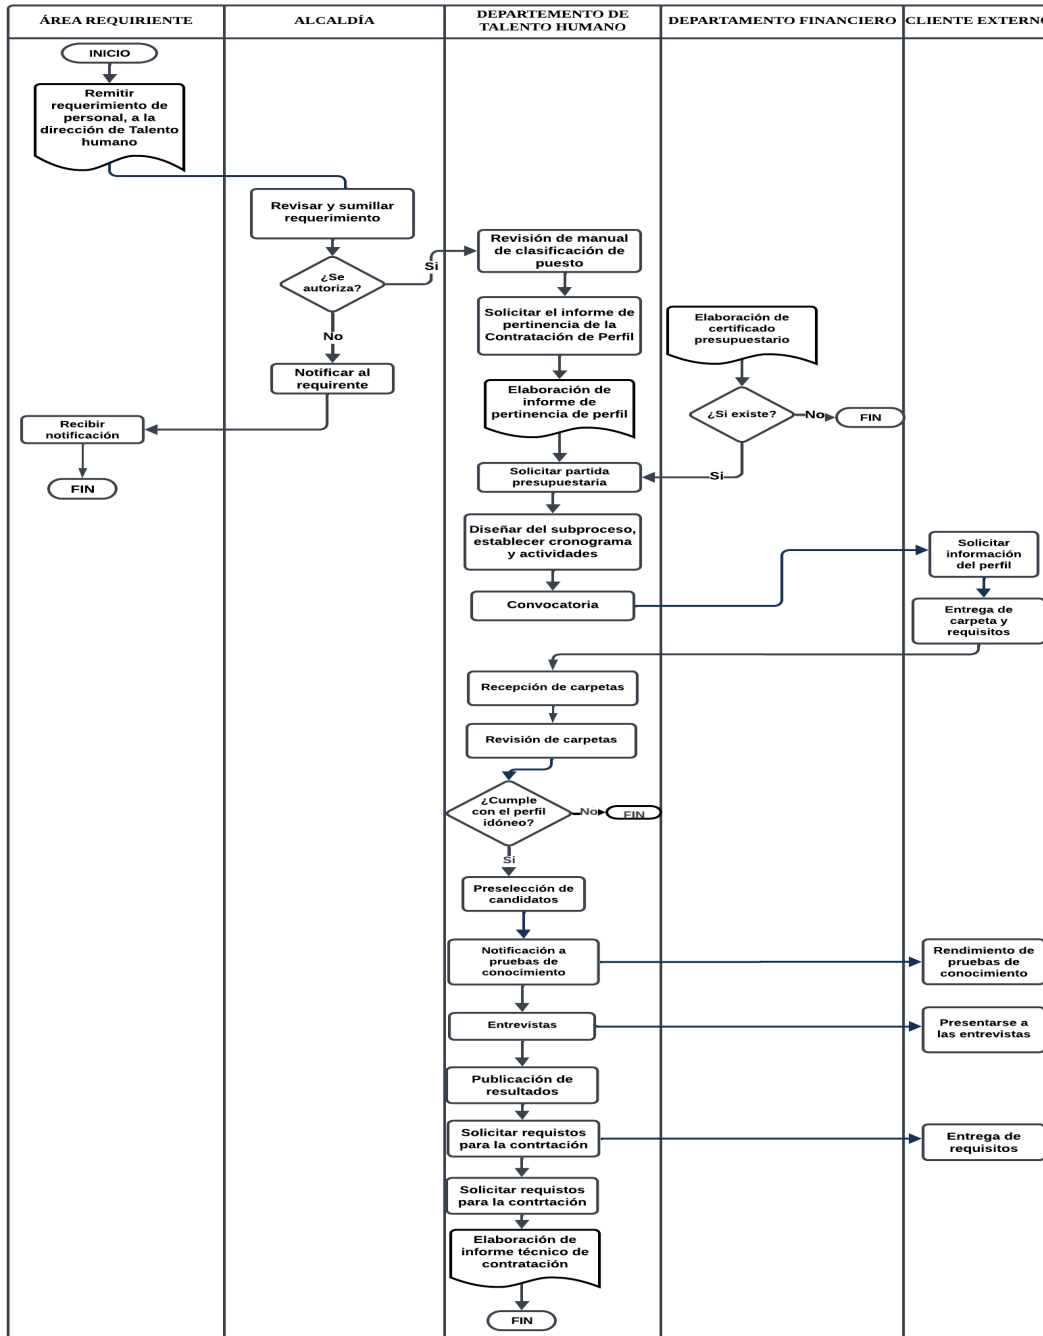 ÁREA REQUIRIENTE
ALCALDÍA
DEPARTEMENTO DE
TALENTO HUMANO
DEPARTAMENTO FINANCIERO
CLIENTE EXTERNO
INICIO
Remitir
requerimiento de
personal, a la
dirección de Talento
humano
Revisar y sumillar
requerimiento
¿Se
autoriza?
Si
No
Notificar al
requirente
Recibir
notificación
FIN
Revisión de manual
de clasificación de
puesto
Solicitar el informe de
pertinencia de la
Contratación de Perfil
Elaboración de
informe de
pertinencia de perfil
Elaboración de
certificado
presupuestario
¿Si existe?
No
FIN
Si
Solicitar partida
presupuestaria
Diseñar del subproceso,
establecer cronograma
y actividades
Convocatoria
Solicitar
información
del perfil
Entrega de
carpeta y
requisitos
Recepción de carpetas
Revisión de carpetas
¿Cumple
con el perfil
idóneo?
No
FIN
Si
Preselección de
candidatos
Notificación a
pruebas de
conocimiento
Rendimiento de
pruebas de
conocimiento
Entrevistas
Presentarse a
las entrevistas
Publicación de
resultados
Solicitar requistos
para la contrtación
Entrega de
requisitos
Solicitar requistos
para la contrtación
Elaboración de
informe técnico de
contratación
FIN